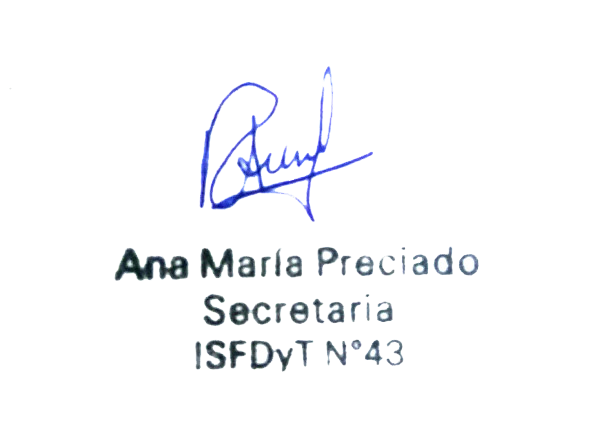 Ana María Preciado
Secretaria
ISFDyT N°43